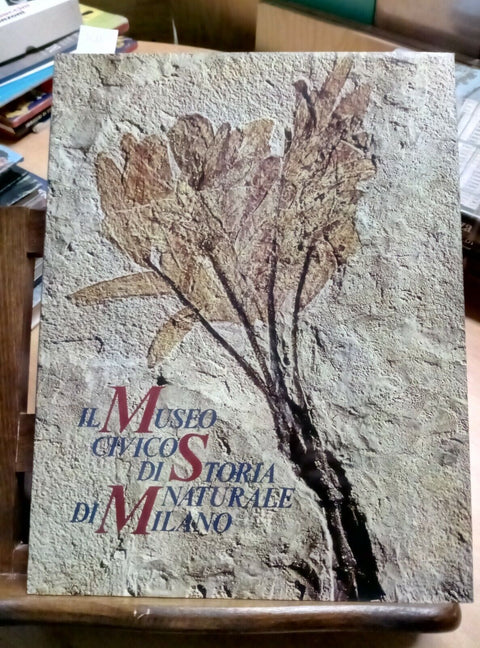 IL MUSEO
CIVICO
DI STORIA
NATURALE
DI MILANO